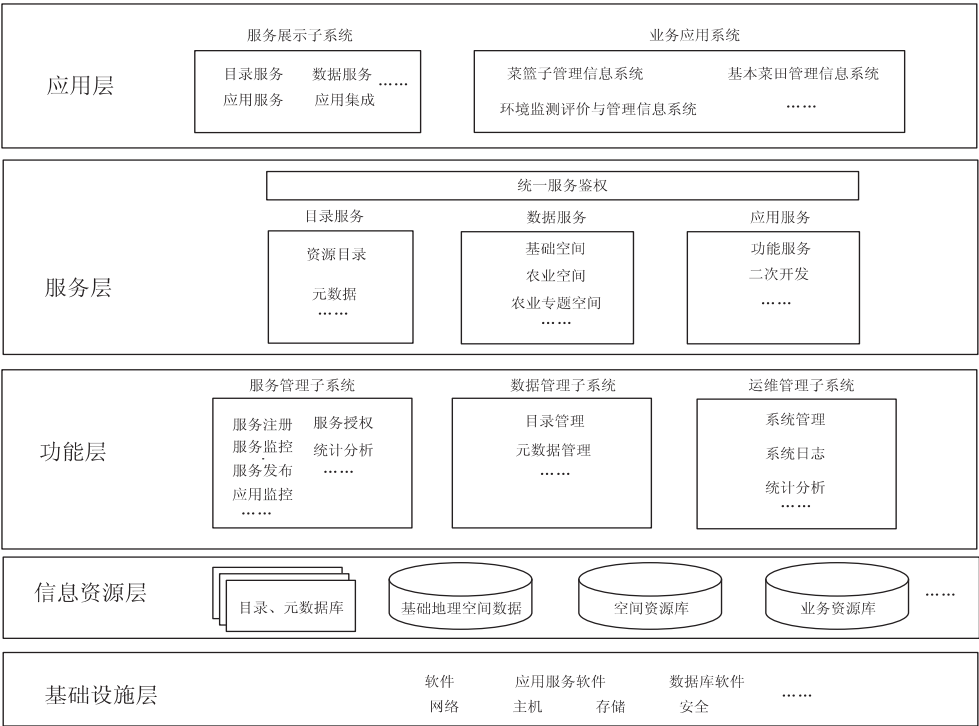 服务展示子系统 业务应用系统
应用层
目录服务 数据服务 ……
应用服务 应用集成
菜篮子管理信息系统 基本菜田管理信息系统
环境监测评价与管理信息系统 ……
统一服务鉴权
服务层
目录服务
资源目录
元数据
……
数据服务
基础空间
农业空间
农业专题空间
……
应用服务
功能服务
二次开发
……
功能层
服务管理子系统
服务注册 服务授权
服务监控 统计分析
服务发布 ……
应用监控
……
数据管理子系统
目录管理
元数据管理
……
运维管理子系统
系统管理
系统日志
统计分析
……
信息资源层
目录、元数据库 基础地理空间数据 空间资源库 业务资源库 ……
基础设施层
软件 应用服务软件 数据库软件 ……
网络 主机 存储 安全